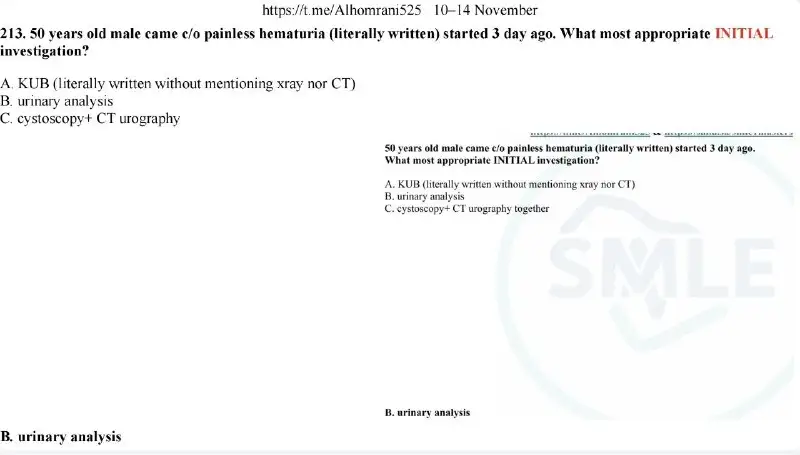 https://t.me/Alhomrani525 10–14 November
213. 50 years old male came c/o painless hematuria (literally written) started 3 day ago. What most appropriate INITIAL
investigation?
A. KUB (literally written without mentioning xray nor CT)
B. urinary analysis
C. cystoscopy+ CT urography
50 years old male came c/o painless hematuria (literally written) started 3 day ago.
What most appropriate INITIAL investigation?
A. KUB (literally written without mentioning xray nor CT)
B. urinary analysis
C. cystoscopy+ CT urography together
SMLE
B. urinary analysis
B. urinary analysis